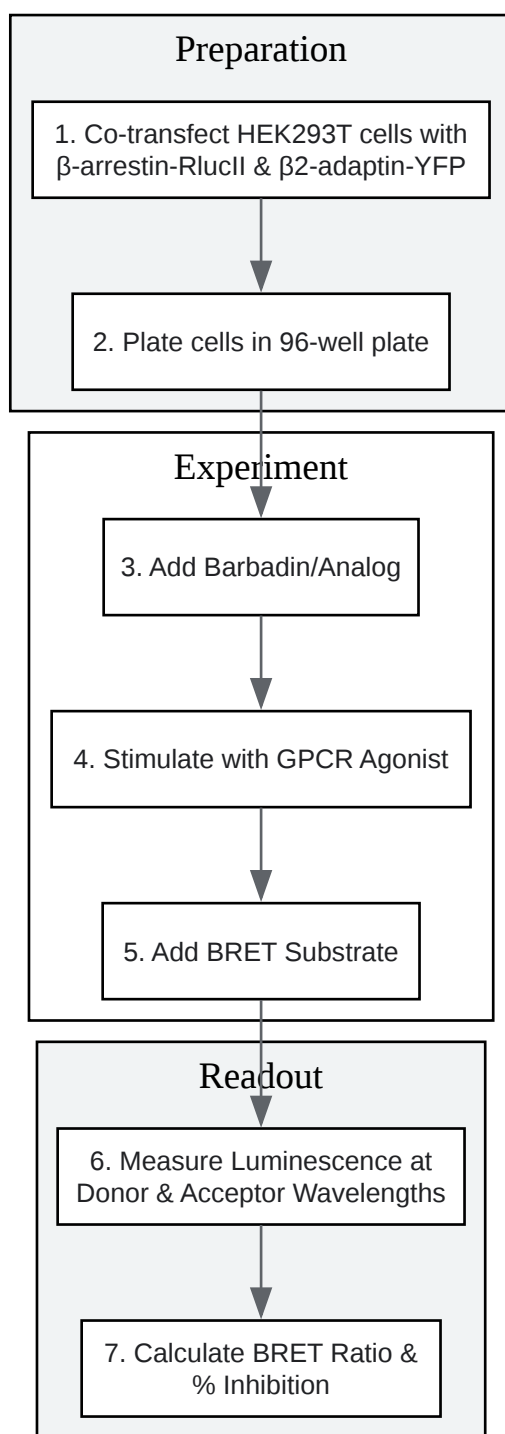 Preparation
1. Co-transfect HEK293T cells with
β-arrestin-RlucII & β2-adaptin-YFP
2. Plate cells in 96-well plate
Experiment
3. Add Barbadin/Analog
4. Stimulate with GPCR Agonist
5. Add BRET Substrate
Readout
6. Measure Luminescence at
Donor & Acceptor Wavelengths
7. Calculate BRET Ratio &
% Inhibition